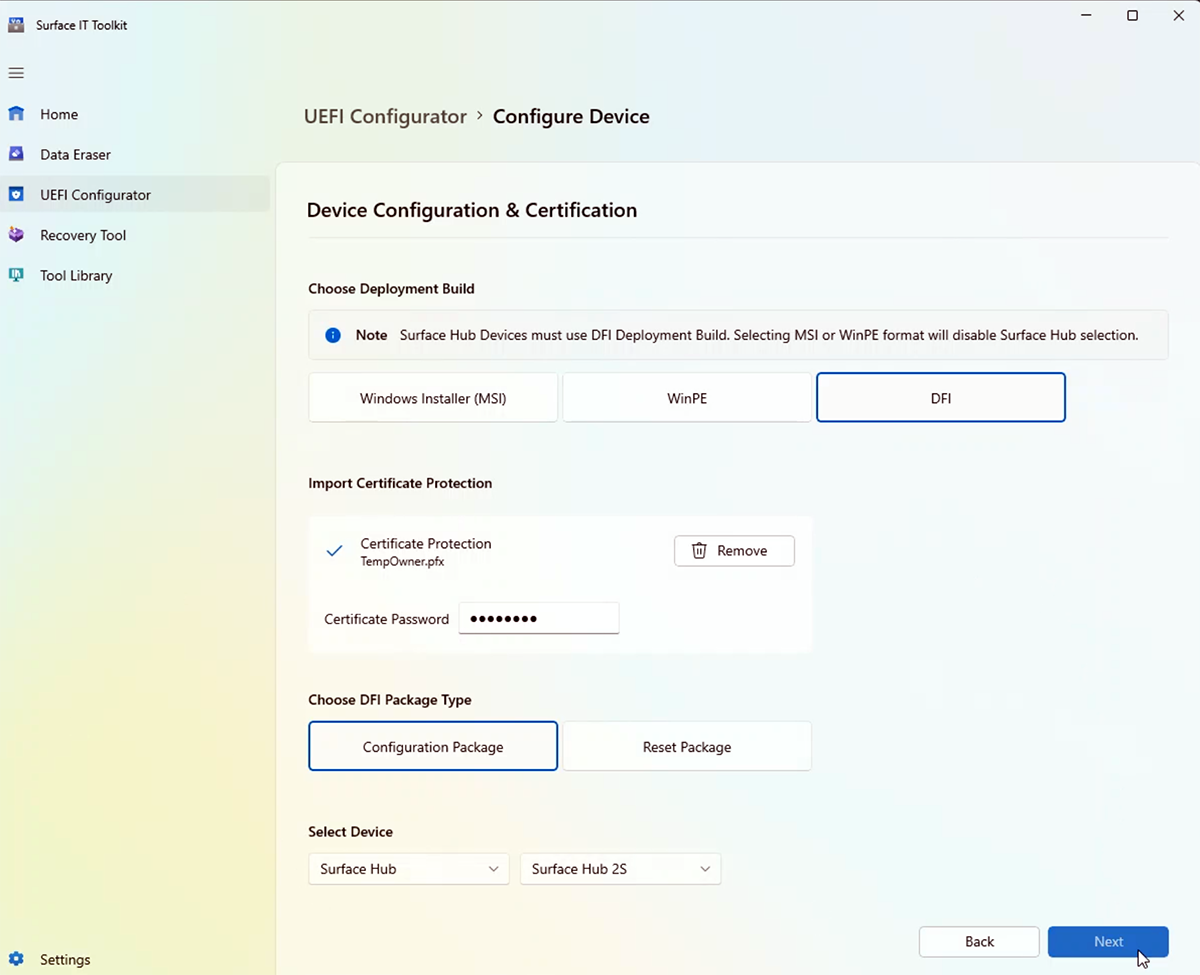 Surface IT Toolkit
Home
Data Eraser
UEFI Configurator
Recovery Tool
Tool Library
Settings
UEFI Configurator > Configure Device
Device Configuration & Certification
Choose Deployment Build
Note Surface Hub Devices must use DFI Deployment Build. Selecting MSI or WinPE format will disable Surface Hub selection.
Windows Installer (MSI) WinPE DFI
Import Certificate Protection
Certificate Protection
TempOwner.pfx
Remove
Certificate Password ••••••••
Choose DFI Package Type
Configuration Package Reset Package
Select Device
Surface Hub Surface Hub 2S
Back Next